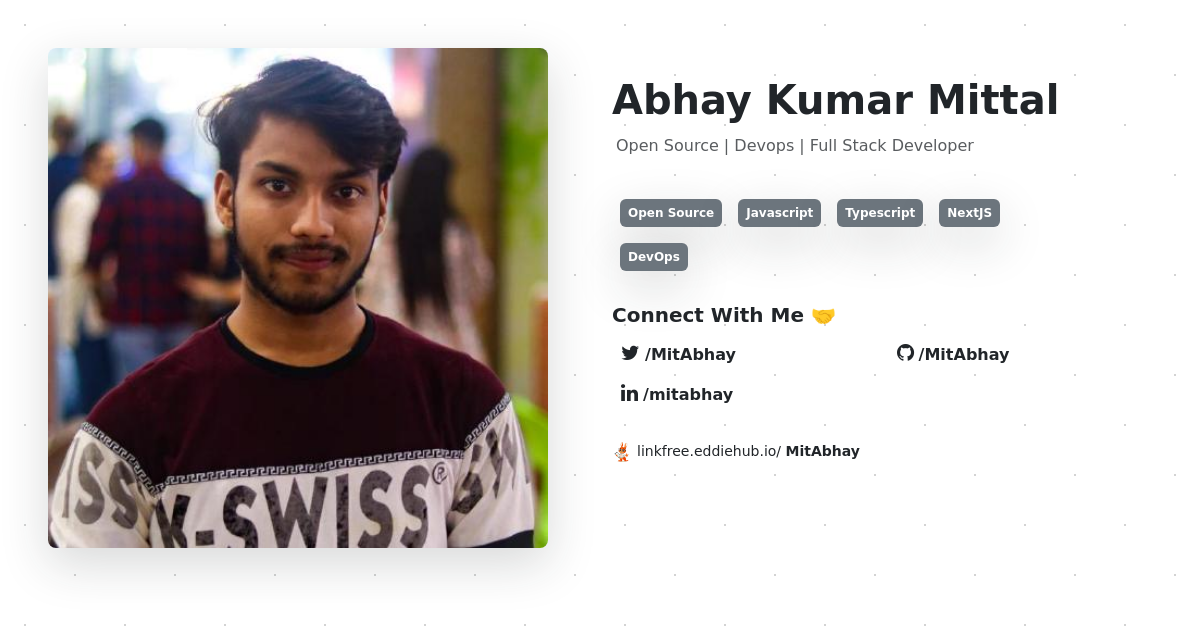 Abhay Kumar Mittal
Open Source | Devops | Full Stack Developer
Open Source Javascript Typescript NextJS
DevOps
Connect With Me 🤝
/MitAbhay /MitAbhay
/mitabhay
linkfree.eddiehub.io/ MitAbhay
ISS K-SWISS® SW